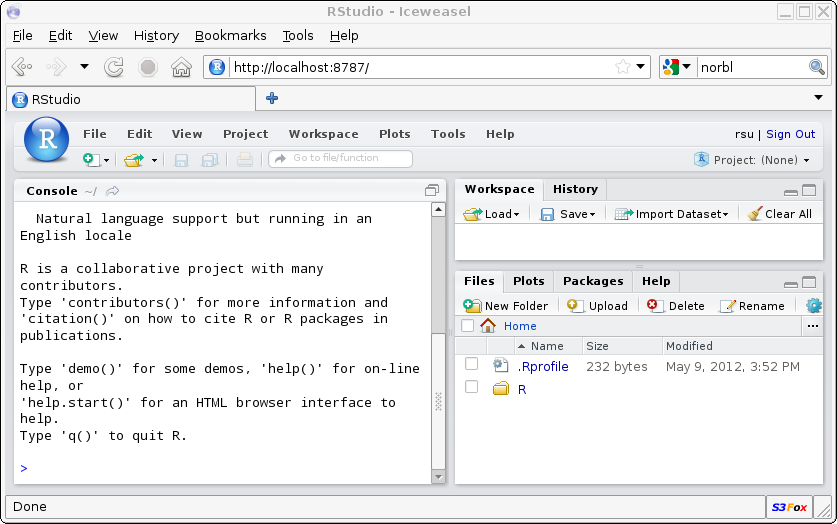 RStudio - Iceweasel
File Edit View History Bookmarks Tools Help
http://localhost:8787/ norbl
RStudio
R File Edit View Project Workspace Plots Tools Help rsu | Sign Out
Go to file/function Project: (None)
Console ~/
Natural language support but running in an
English locale
R is a collaborative project with many
contributors.
Type 'contributors()' for more information and
'citation()' on how to cite R or R packages in
publications.
Type 'demo()' for some demos, 'help()' for on-line
help, or
'help.start()' for an HTML browser interface to
help.
Type 'q()' to quit R.
>
Workspace History
Load Save Import Dataset Clear All
Files Plots Packages Help
New Folder Upload Delete Rename
Home ...
Name Size Modified
.Rprofile 232 bytes May 9, 2012, 3:52 PM
R
Done S3Fox